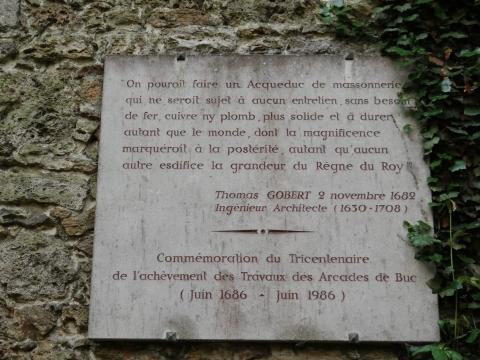 "On pouroit faire un Acqueduc de massonnerie
qui ne seroit sujet à aucun entretien, sans besoin
de fer, cuivre ny plomb, plus solide et à durer
autant que le monde, dont la magnificence
marquéroit à la postérité, autant qu'aucun
autre esdifice la grandeur du Règne du Roy"
Thomas GOBERT 2 novembre 1682
Ingénieur Architecte (1630-1708)
Commémoration du Tricentenaire
de l'achèvement des Travaux des Arcades de Buc
( Juin 1686 - Juin 1986 )